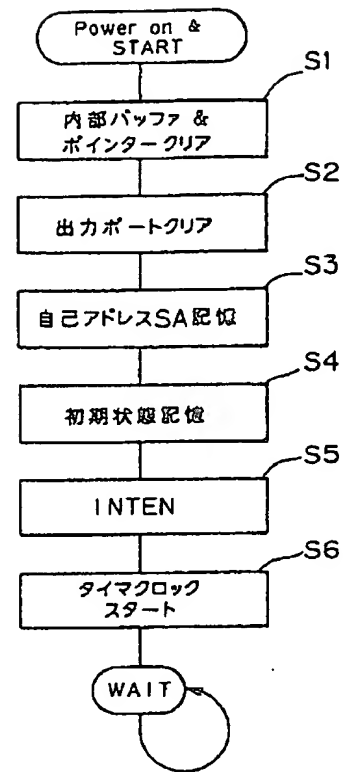 Power on &
START
S1
内部バッファ &
ポインタークリア
S2
出力ポートクリア
S3
自己アドレスSA記憶
S4
初期状態記憶
S5
INTEN
S6
タイマクロック
スタート
WAIT